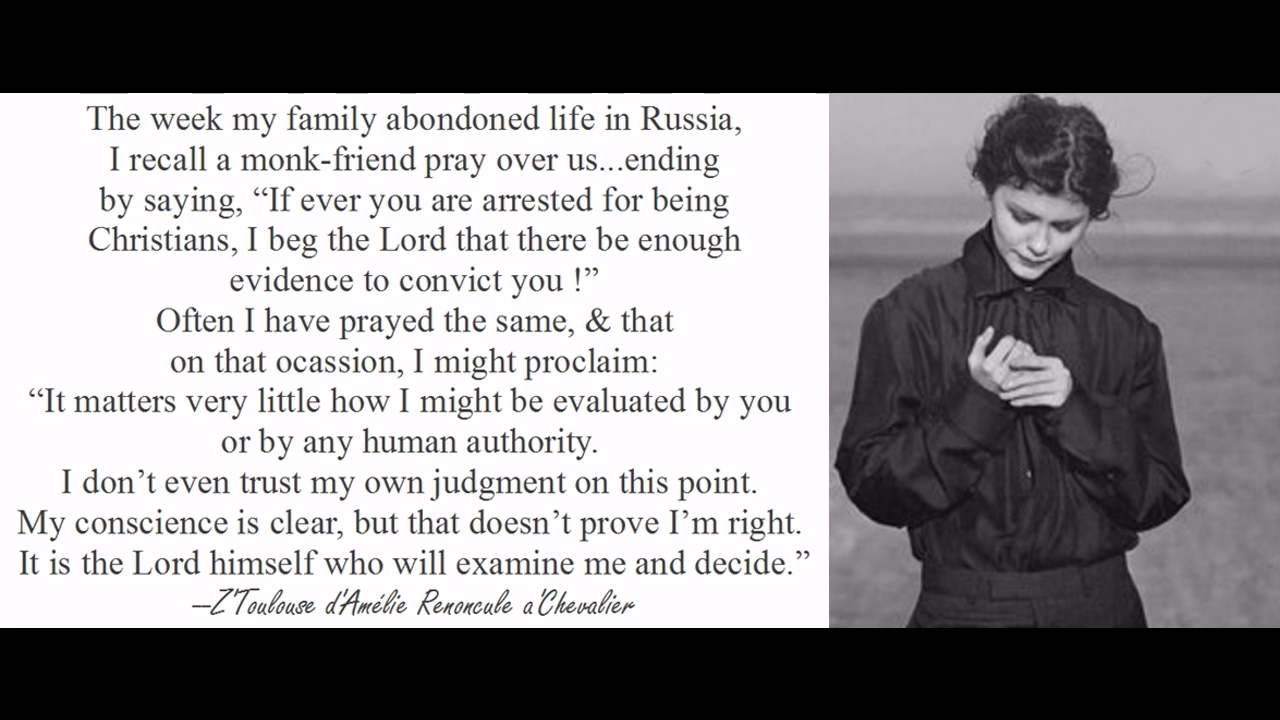 The week my family abondoned life in Russia,
I recall a monk-friend pray over us...ending
by saying, “If ever you are arrested for being
Christians, I beg the Lord that there be enough
evidence to convict you !”
Often I have prayed the same, & that
on that ocassion, I might proclaim:
“It matters very little how I might be evaluated by you
or by any human authority.
I don’t even trust my own judgment on this point.
My conscience is clear, but that doesn’t prove I’m right.
It is the Lord himself who will examine me and decide.”
—Z'Toulouse d'Amélie Renoncule a'Chevalier